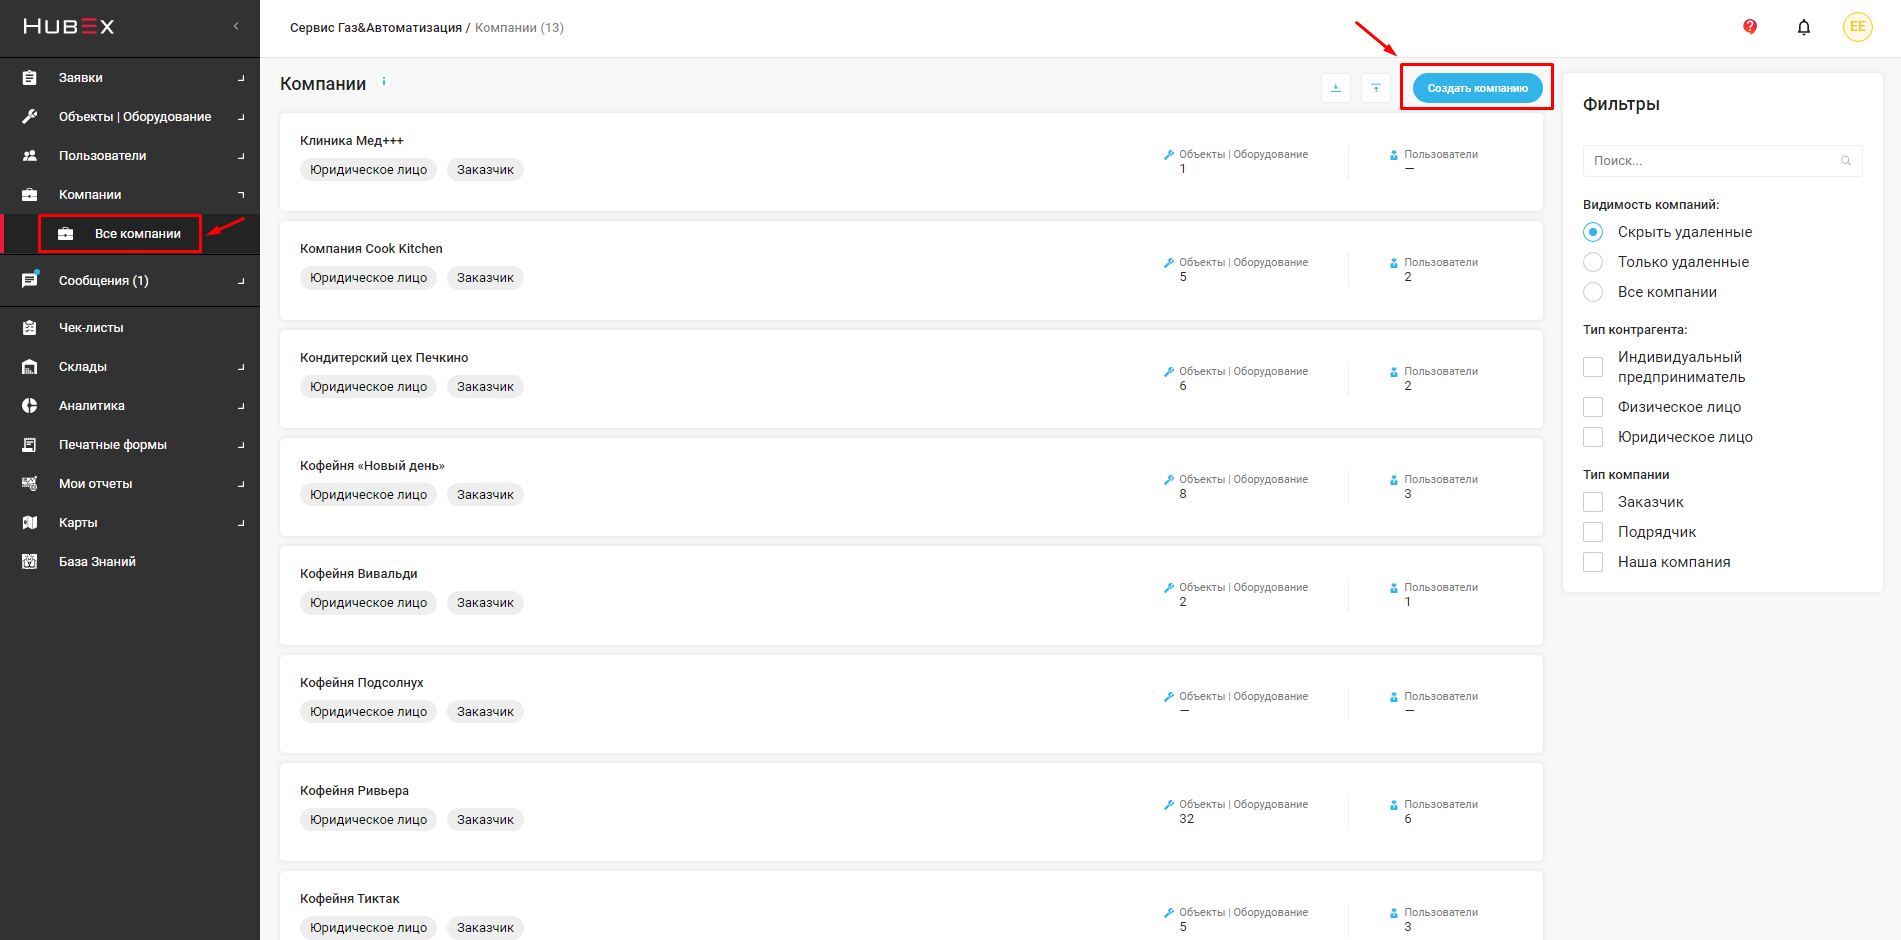 HUBEX
Заявки
Объекты | Оборудование
Пользователи
Компании
Все компании
Сообщения (1)
Чек-листы
Склады
Аналитика
Печатные формы
Мои отчеты
Карты
База Знаний
Сервис Газ&Автоматизация / Компании (13)
EE
Компании
Создать компанию
Клиника Мед+++
Юридическое лицо Заказчик
Объекты | Оборудование
1
Пользователи
—
Компания Cook Kitchen
Юридическое лицо Заказчик
Объекты | Оборудование
5
Пользователи
2
Кондитерский цех Печкино
Юридическое лицо Заказчик
Объекты | Оборудование
6
Пользователи
2
Кофейня «Новый день»
Юридическое лицо Заказчик
Объекты | Оборудование
8
Пользователи
3
Кофейня Вивальди
Юридическое лицо Заказчик
Объекты | Оборудование
2
Пользователи
1
Кофейня Подсолнух
Юридическое лицо Заказчик
Объекты | Оборудование
—
Пользователи
—
Кофейня Ривьера
Юридическое лицо Заказчик
Объекты | Оборудование
32
Пользователи
6
Кофейня Тиктак
Юридическое лицо Заказчик
Объекты | Оборудование
5
Пользователи
3
Фильтры
Поиск...
Видимость компаний:
Скрыть удаленные
Только удаленные
Все компании
Тип контрагента:
Индивидуальный
предприниматель
Физическое лицо
Юридическое лицо
Тип компании
Заказчик
Подрядчик
Наша компания